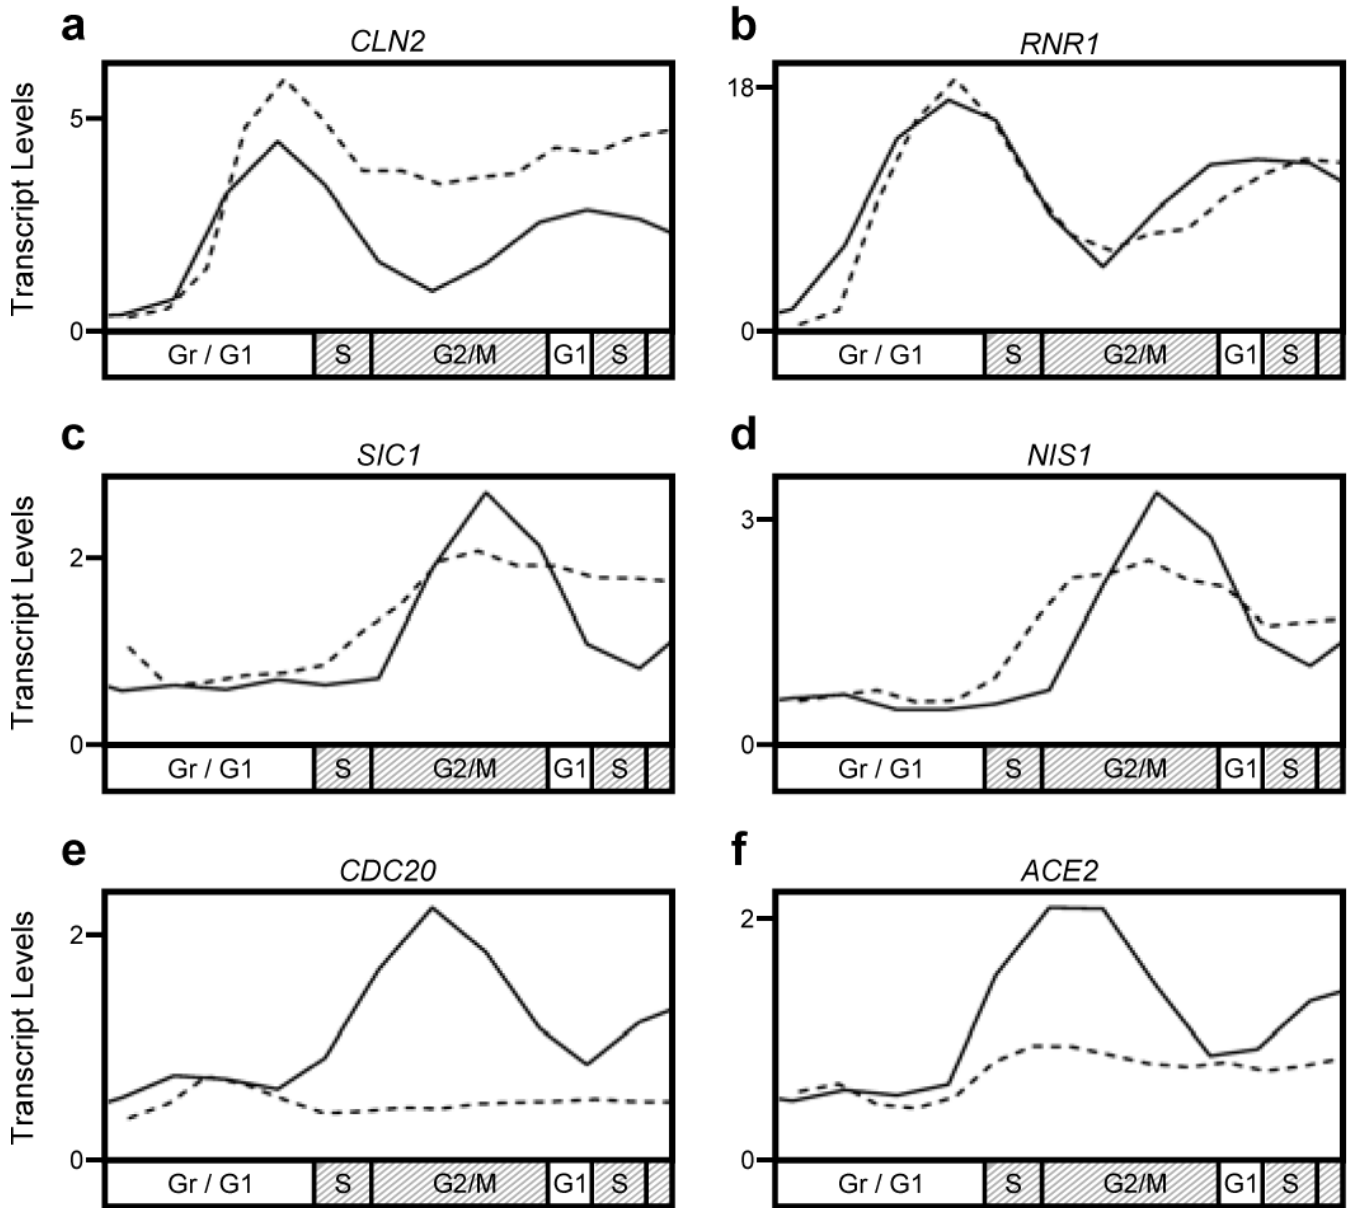 a
CLN2
b
RNR1
Transcript Levels
5
0
18
0
Gr / G1 S G2/M G1 S
Gr / G1 S G2/M G1 S
c
SIC1
d
NIS1
Transcript Levels
2
0
3
0
Gr / G1 S G2/M G1 S
Gr / G1 S G2/M G1 S
e
CDC20
f
ACE2
Transcript Levels
2
0
2
0
Gr / G1 S G2/M G1 S
Gr / G1 S G2/M G1 S